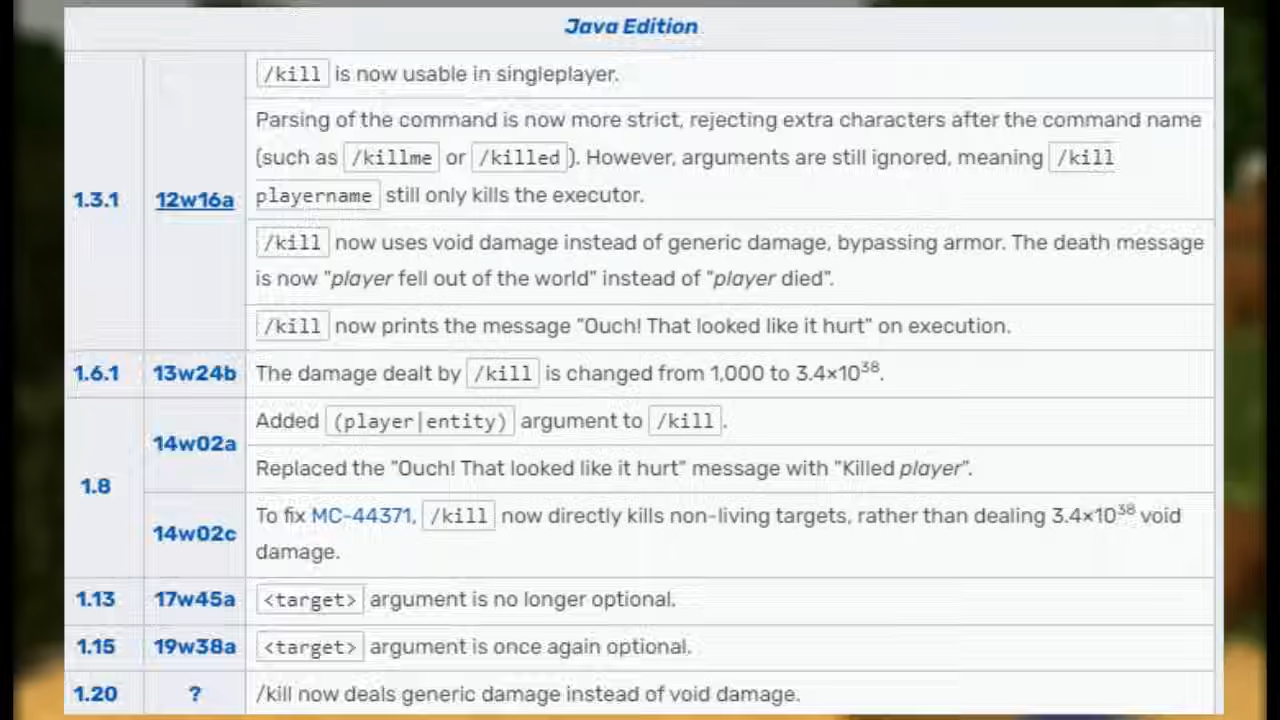 Java Edition
/kill is now usable in singleplayer.
Parsing of the command is now more strict, rejecting extra characters after the command name
(such as /killme or /killed ). However, arguments are still ignored, meaning /kill
1.3.1 12w16a playername still only kills the executor.
/kill now uses void damage instead of generic damage, bypassing armor. The death message
is now "player fell out of the world" instead of "player died".
/kill now prints the message "Ouch! That looked like it hurt" on execution.
1.6.1 13w24b The damage dealt by /kill is changed from 1,000 to 3.4×10³⁸.
14w02a Added (player|entity) argument to /kill .
Replaced the "Ouch! That looked like it hurt" message with "Killed player".
1.8
14w02c To fix MC-44371, /kill now directly kills non-living targets, rather than dealing 3.4×10³⁸ void
damage.
1.13 17w45a <target> argument is no longer optional.
1.15 19w38a <target> argument is once again optional.
1.20 ? /kill now deals generic damage instead of void damage.